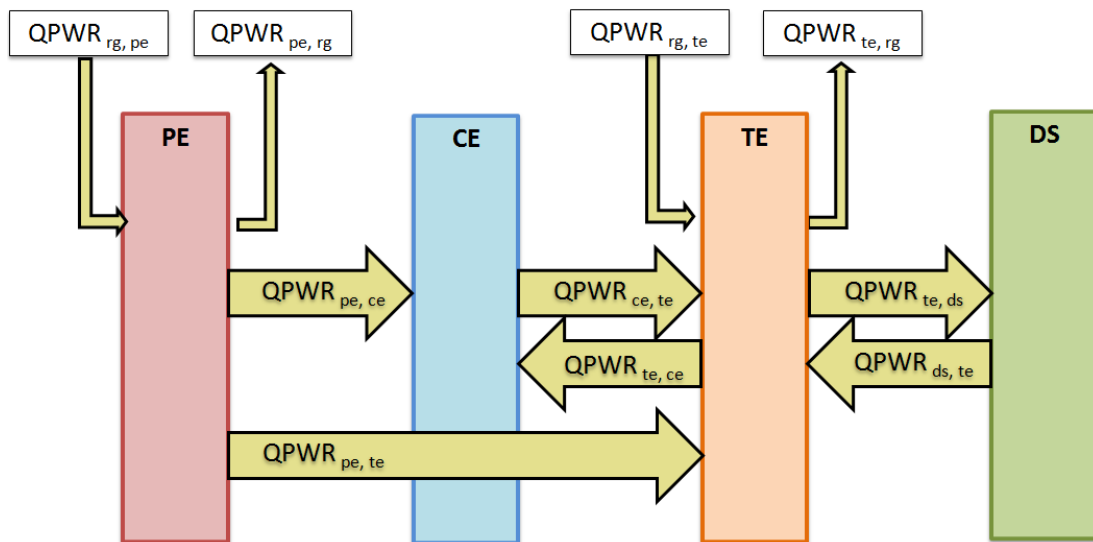 QPWR rg, pe
QPWR pe, rg
QPWR rg, te
QPWR te, rg
PE
CE
TE
DS
QPWR pe, ce
QPWR ce, te
QPWR te, ds
QPWR te, ce
QPWR ds, te
QPWR pe, te